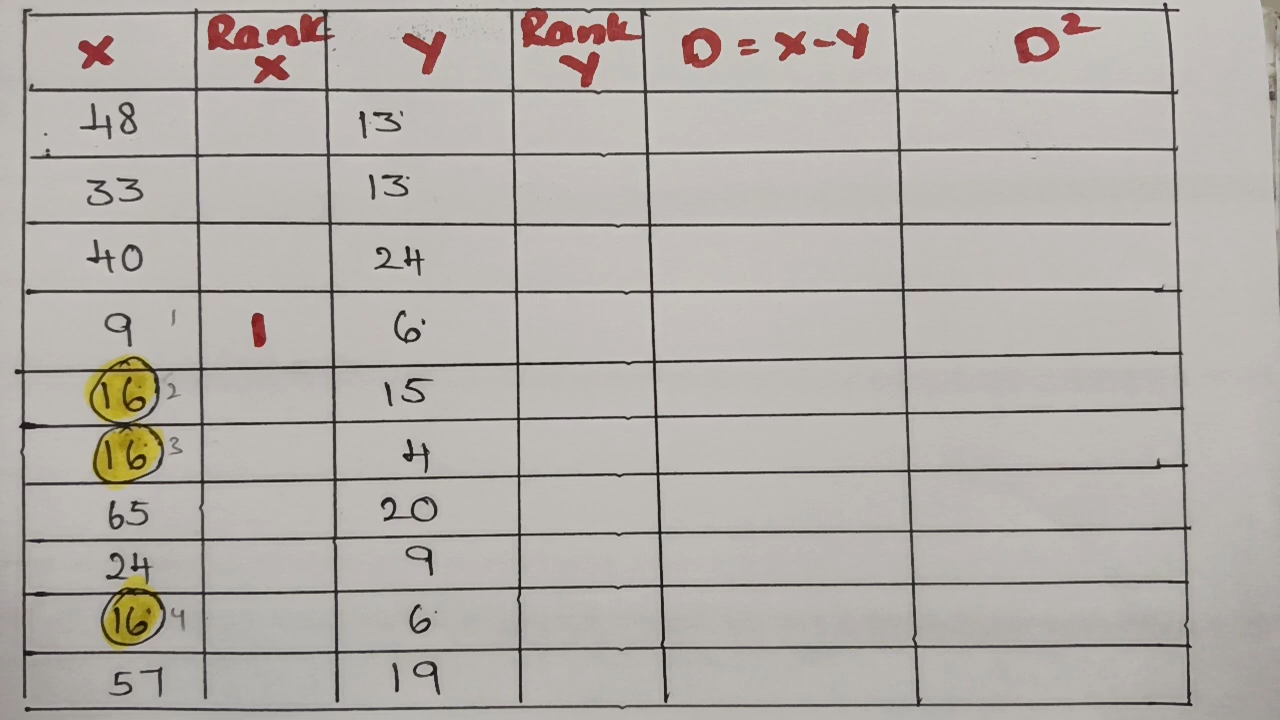 X Rank X Y Rank Y D = X - Y D²
48 13
33 13
40 24
9 1 1 6
16 2 15
16 3 4
65 20
24 9
16 4 6
57 19